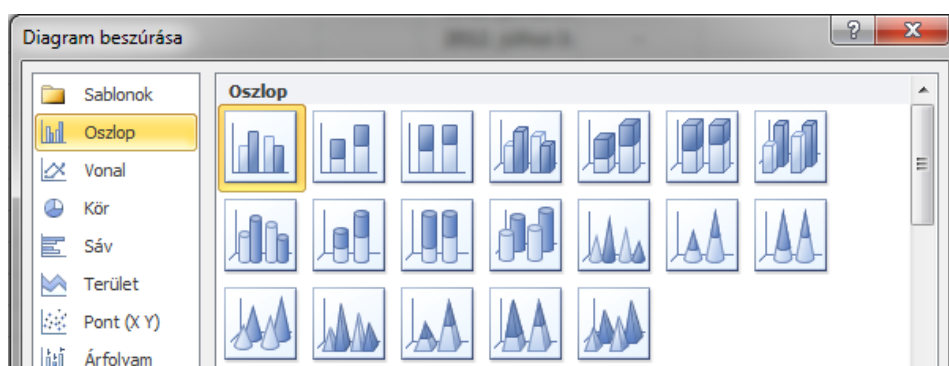 Diagram beszúrása
Sablonok
Oszlop
Vonal
Kör
Sáv
Terület
Pont (X Y)
Árfolyam
Oszlop